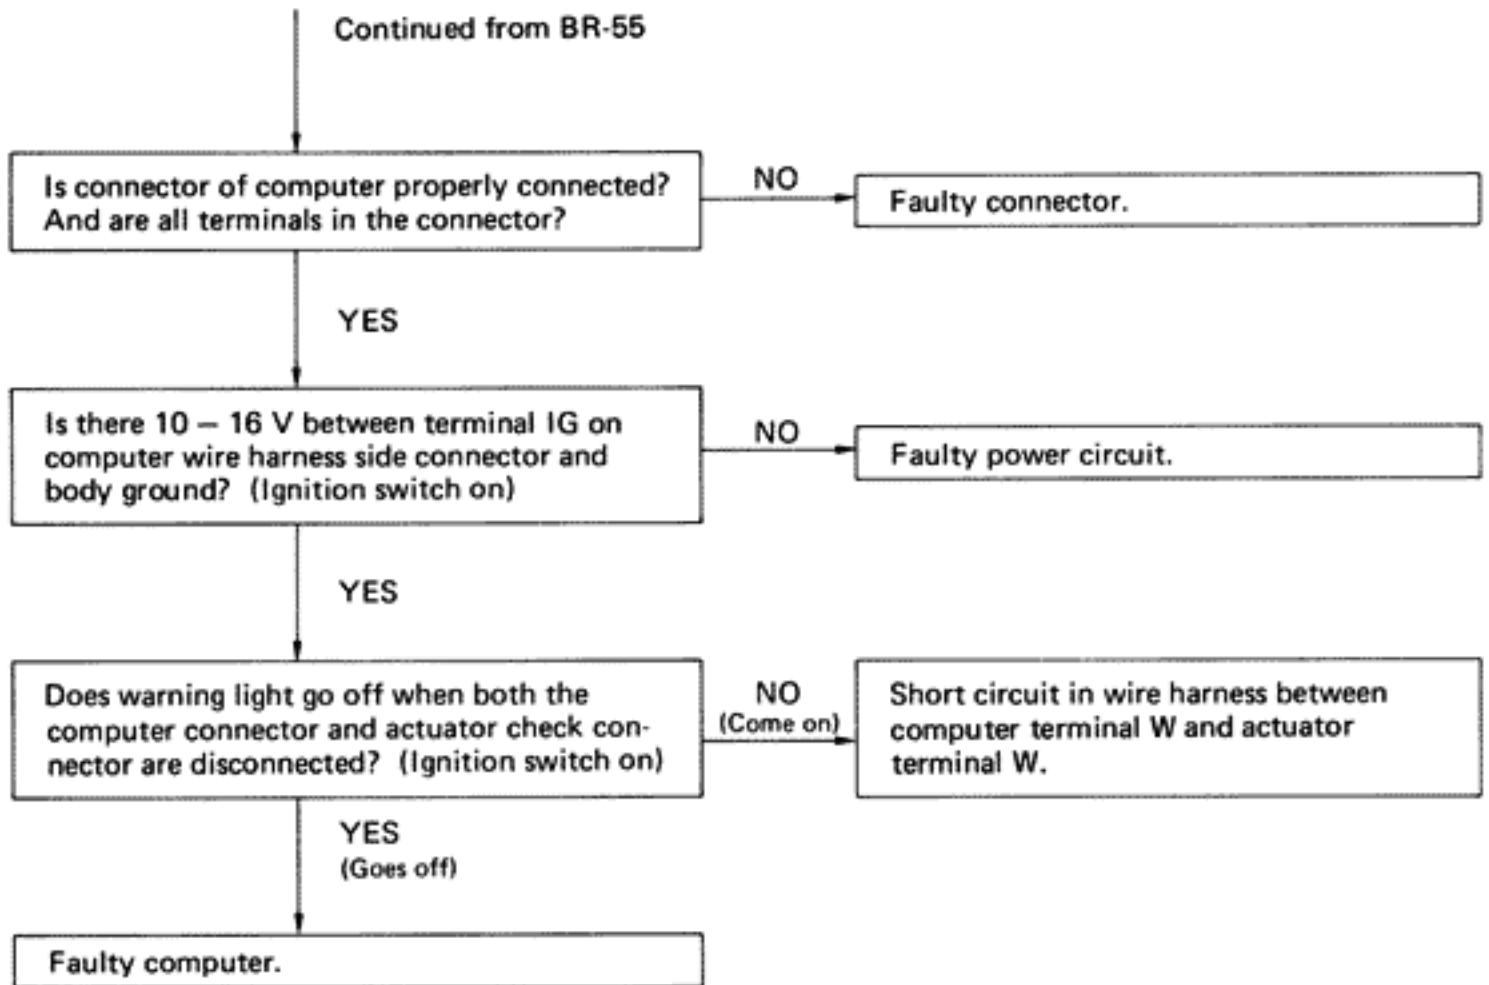 Continued from BR-55
Is connector of computer properly connected?
And are all terminals in the connector?
NO
Faulty connector.
YES
Is there 10 – 16 V between terminal IG on
computer wire harness side connector and
body ground? (Ignition switch on)
NO
Faulty power circuit.
YES
Does warning light go off when both the
computer connector and actuator check con-
nector are disconnected? (Ignition switch on)
NO
(Come on)
Short circuit in wire harness between
computer terminal W and actuator
terminal W.
YES
(Goes off)
Faulty computer.